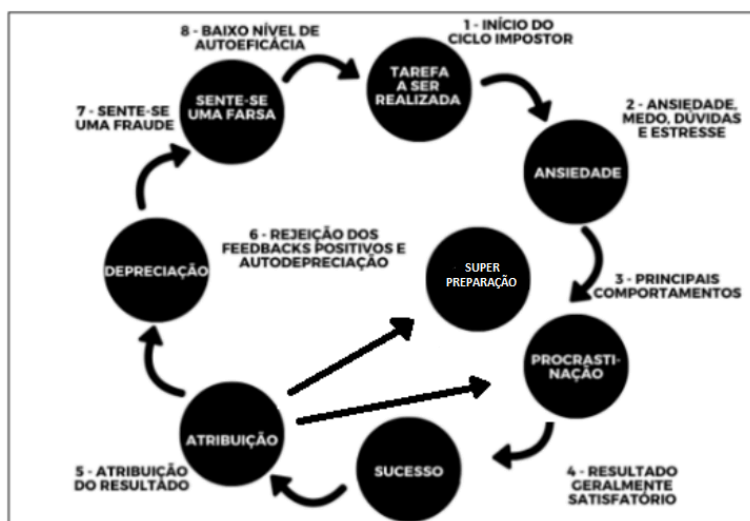 8 - BAIXO NÍVEL DE
AUTOEFICÁCIA
1 - INÍCIO DO
CICLO IMPOSTOR
TAREFA
A SER
REALIZADA
SENTE-SE
UMA FARSA
7 - SENTE-SE
UMA FRAUDE
2 - ANSIEDADE,
MEDO, DÚVIDAS
E ESTRESSE
ANSIEDADE
6 - REJEIÇÃO DOS
FEEDBACKS POSITIVOS E
AUTODEPRECIAÇÃO
DEPRECIAÇÃO
SUPER
PREPARAÇÃO
3 - PRINCIPAIS
COMPORTAMENTOS
PROCRASTI-
NAÇÃO
ATRIBUIÇÃO
SUCESSO
5 - ATRIBUIÇÃO
DO RESULTADO
4 - RESULTADO
GERALMENTE
SATISFATÓRIO